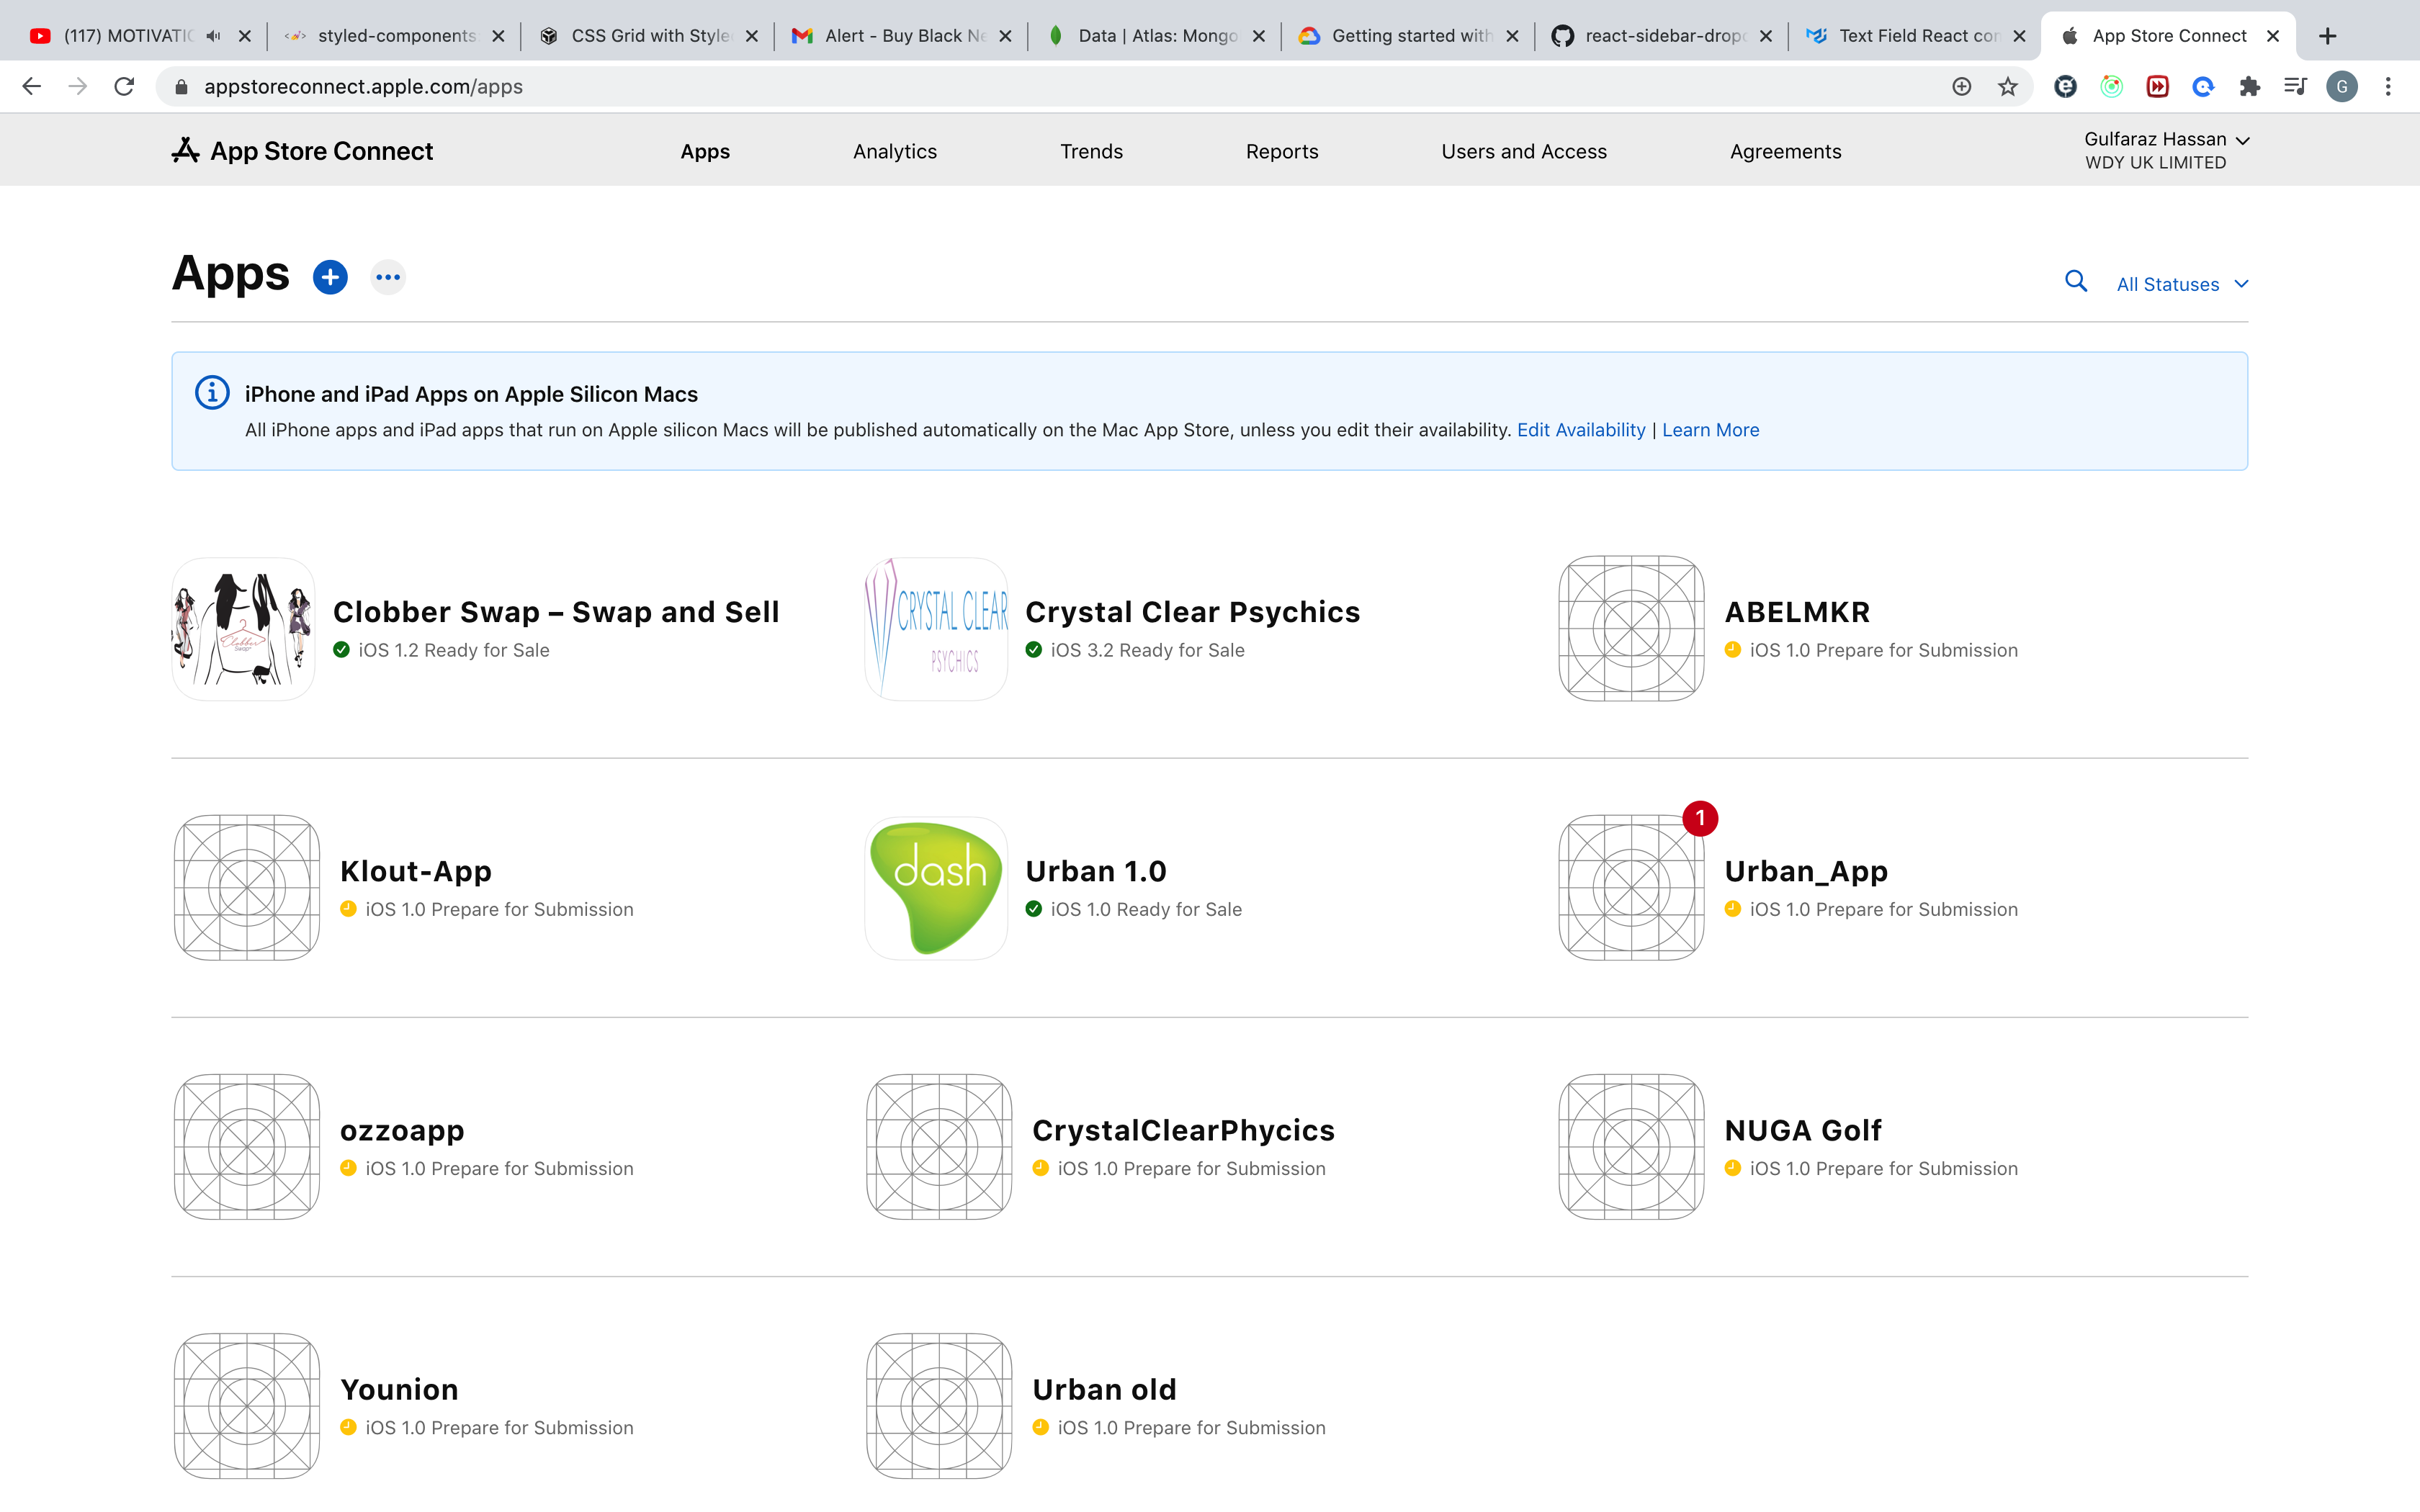 (117) MOTIVATIO
styled-components
CSS Grid with Style
Alert - Buy Black Ne
Data | Atlas: Mongo
Getting started with
react-sidebar-drop
Text Field React con
App Store Connect
appstoreconnect.apple.com/apps
G
App Store Connect
Apps
Analytics
Trends
Reports
Users and Access
Agreements
Gulfaraz Hassan
WDY UK LIMITED
Apps
All Statuses
iPhone and iPad Apps on Apple Silicon Macs
All iPhone apps and iPad apps that run on Apple silicon Macs will be published automatically on the Mac App Store, unless you edit their availability. Edit Availability | Learn More
Clobber Swap
Clobber Swap – Swap and Sell
iOS 1.2 Ready for Sale
CRYSTAL CLEAR
PSYCHICS
Crystal Clear Psychics
iOS 3.2 Ready for Sale
ABELMKR
iOS 1.0 Prepare for Submission
Klout-App
iOS 1.0 Prepare for Submission
dash
Urban 1.0
iOS 1.0 Ready for Sale
1
Urban_App
iOS 1.0 Prepare for Submission
ozzoapp
iOS 1.0 Prepare for Submission
CrystalClearPhycics
iOS 1.0 Prepare for Submission
NUGA Golf
iOS 1.0 Prepare for Submission
Younion
iOS 1.0 Prepare for Submission
Urban old
iOS 1.0 Prepare for Submission